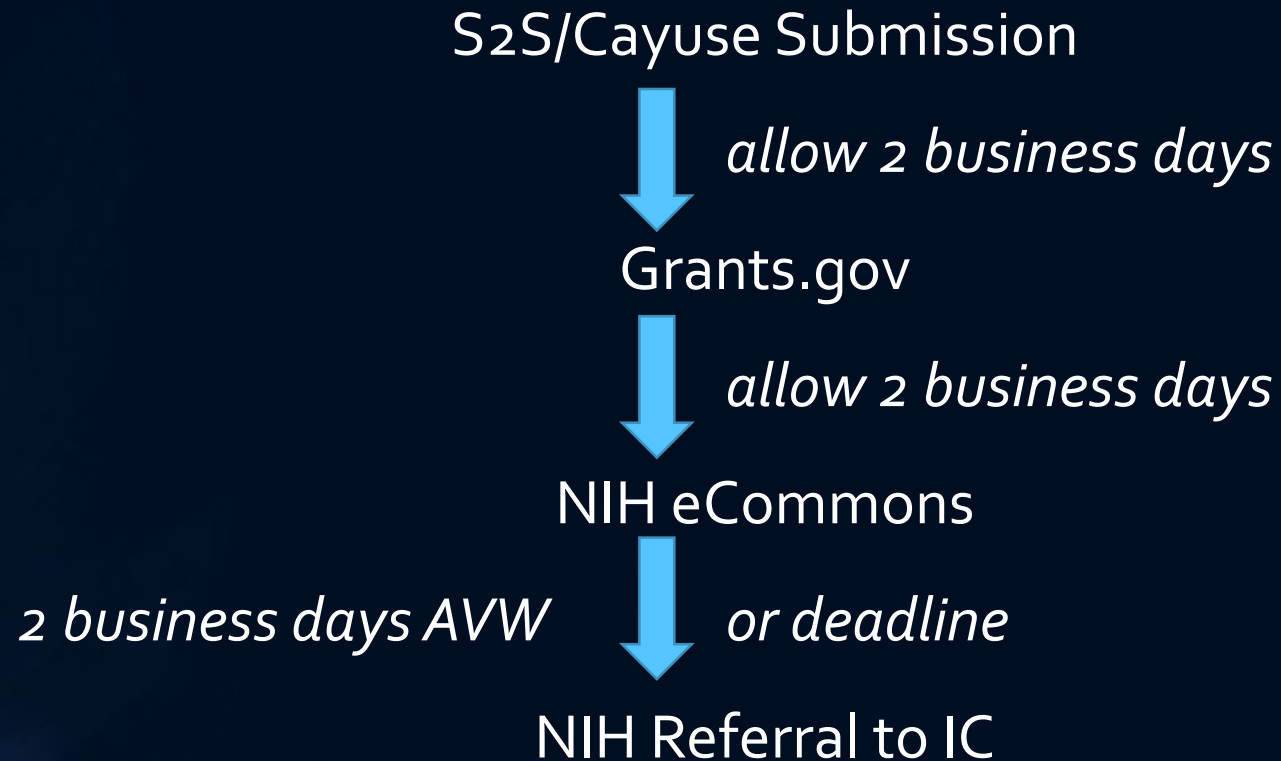 S2S/Cayuse Submission
allow 2 business days
Grants.gov
allow 2 business days
NIH eCommons
2 business days AVW or deadline
NIH Referral to IC